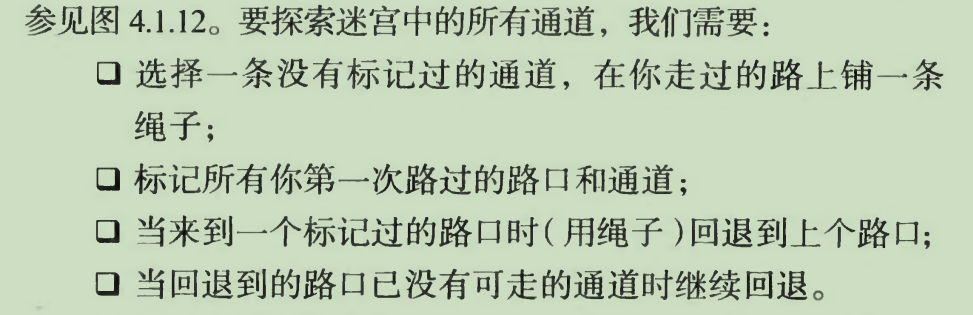 参见图 4.1.12。要探索迷宫中的所有通道，我们需要：
❑ 选择一条没有标记过的通道，在你走过的路上铺一条
绳子；
❑ 标记所有你第一次路过的路口和通道；
❑ 当来到一个标记过的路口时（用绳子）回退到上个路口；
❑ 当回退到的路口已没有可走的通道时继续回退。